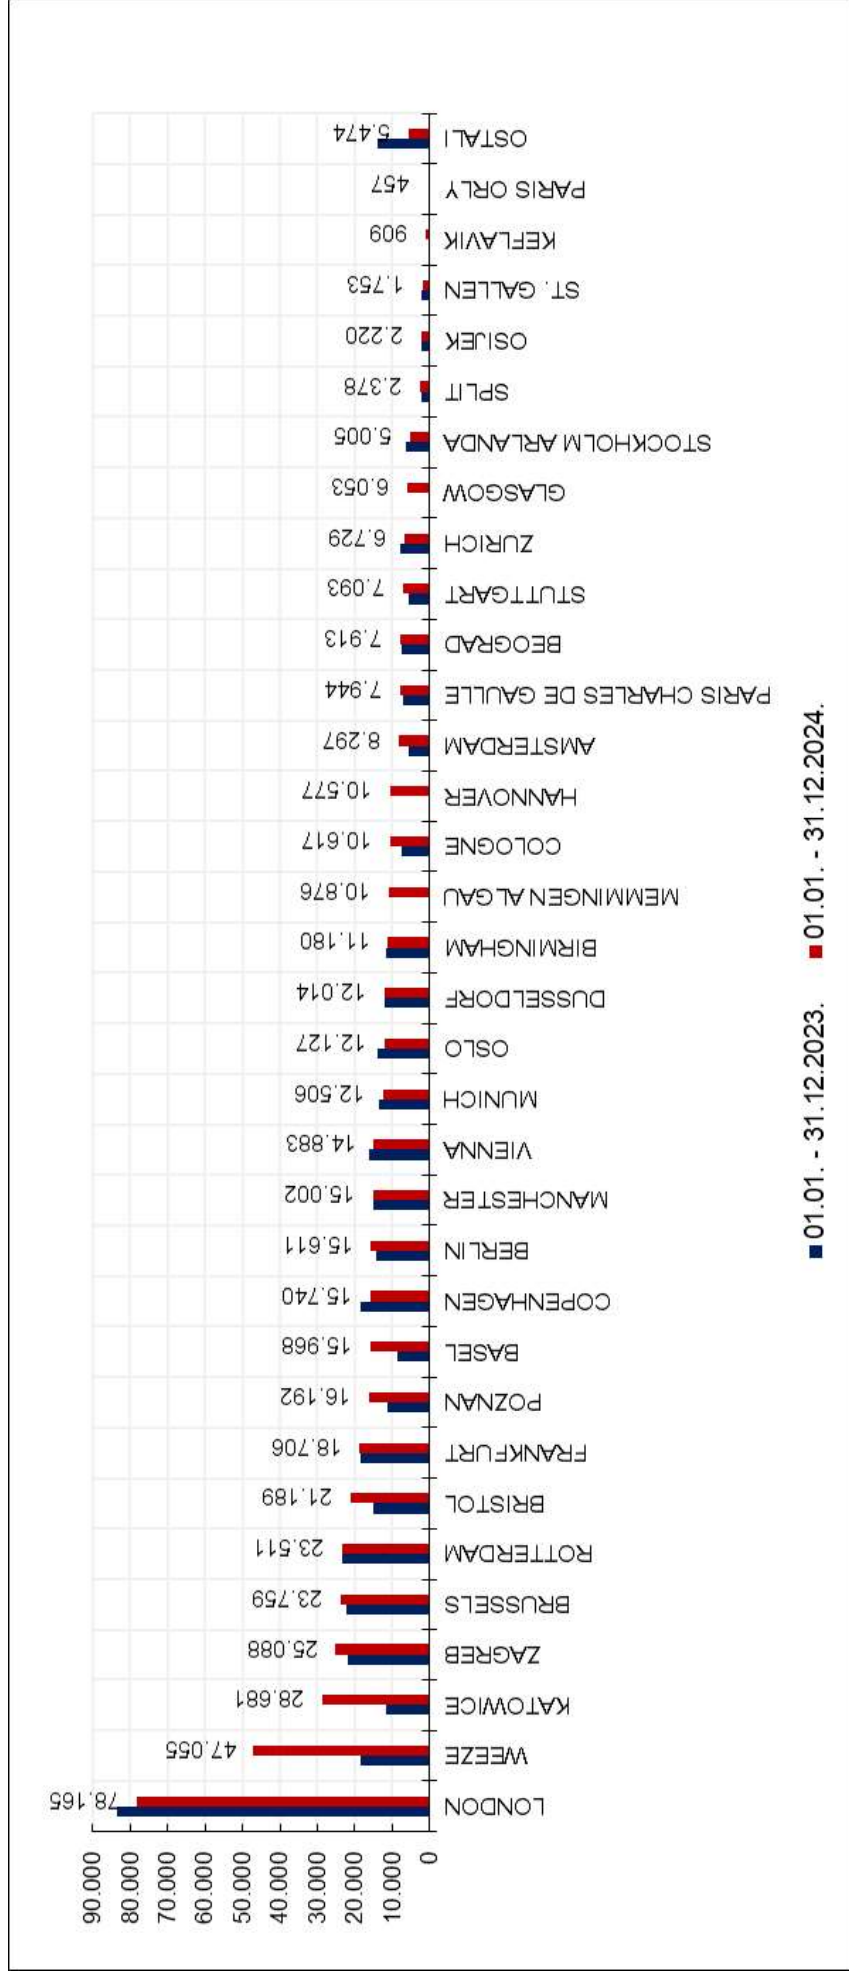 90.000
80.000
70.000
60.000
50.000
40.000
30.000
20.000
10.000
0
78.165
47.055
28.681
25.088
23.759
23.511
21.189
18.706
16.192
15.968
15.740
15.611
15.002
14.883
12.506
12.127
12.014
11.180
10.876
10.617
10.577
8.297
7.944
7.913
7.093
6.729
6.053
5.005
2.378
2.220
1.753
909
457
5.474
LONDON
WEEZE
KATOWICE
ZAGREB
BRUSSELS
ROTTERDAM
BRISTOL
FRANKFURT
POZNAN
BASEL
COPENHAGEN
BERLIN
MANCHESTER
VIENNA
MUNICH
OSLO
DUSSELDORF
BIRMINGHAM
MEMMINGEN ALGAU
COLOGNE
HANNOVER
AMSTERDAM
PARIS CHARLES DE GAULLE
BEOGRAD
STUTTGART
ZURICH
GLASGOW
STOCKHOLM ARLANDA
SPLIT
OSIJEK
ST. GALLEN
KEFLAVIK
PARIS ORLY
OSTALI
01.01. - 31.12.2023.
01.01. - 31.12.2024.